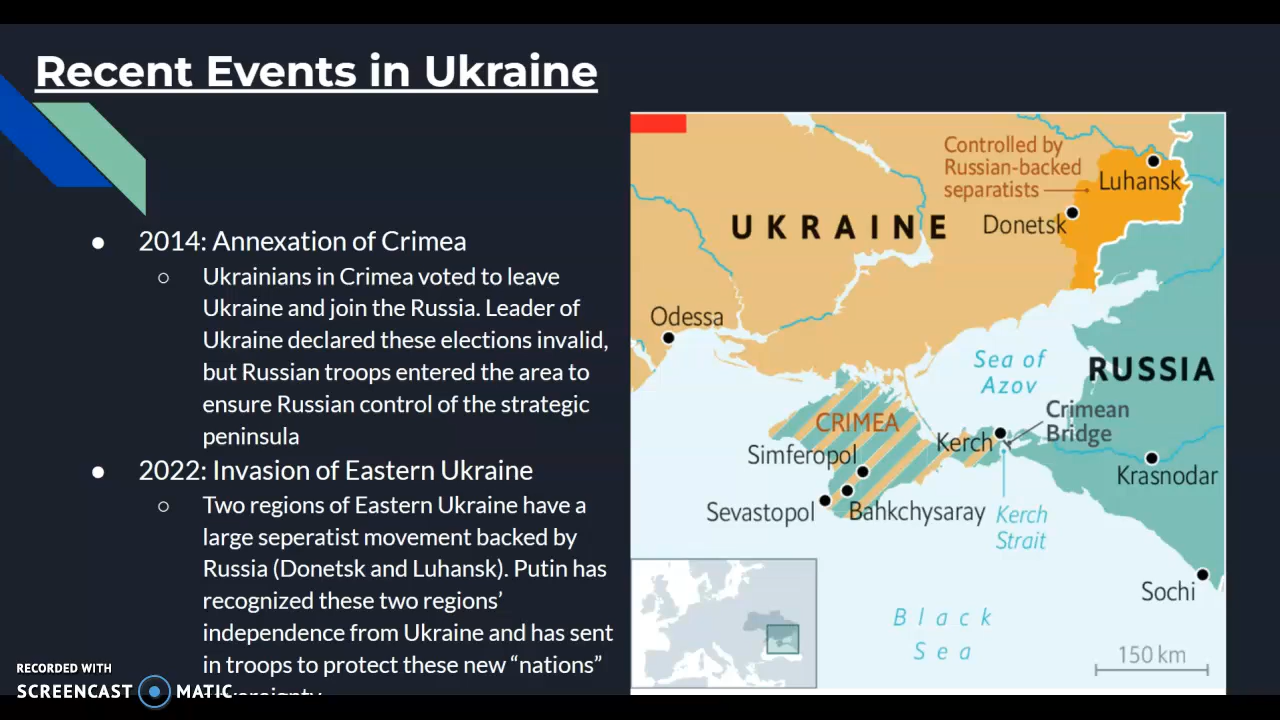 Recent Events in Ukraine
● 2014: Annexation of Crimea
○ Ukrainians in Crimea voted to leave
Ukraine and join the Russia. Leader of
Ukraine declared these elections invalid,
but Russian troops entered the area to
ensure Russian control of the strategic
peninsula
● 2022: Invasion of Eastern Ukraine
○ Two regions of Eastern Ukraine have a
large seperatist movement backed by
Russia (Donetsk and Luhansk). Putin has
recognized these two regions’
independence from Ukraine and has sent
in troops to protect these new “nations”
Controlled by
Russian-backed
separatists
Luhansk
UKRAINE
Donetsk
Odessa
Sea of
Azov
RUSSIA
CRIMEA
Crimean
Bridge
Kerch
Simferopol
Krasnodar
Sevastopol
Bahkchysaray
Kerch
Strait
Sochi
Black
Sea
150 km
RECORDED WITH
SCREENCAST MATIC